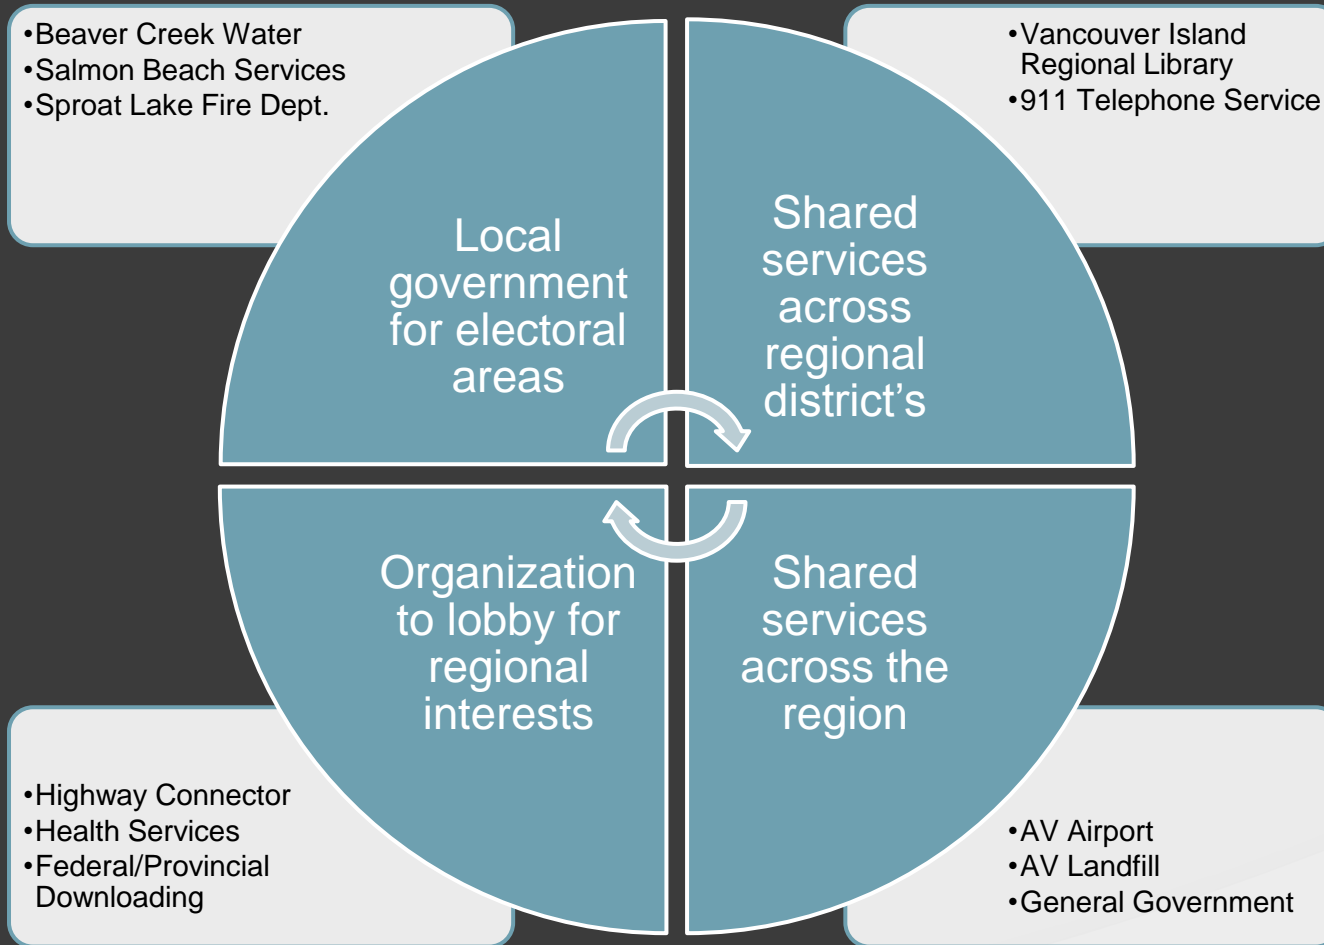 •Beaver Creek Water
•Salmon Beach Services
•Sproat Lake Fire Dept.
•Vancouver Island
Regional Library
•911 Telephone Service
Local
government
for electoral
areas
Shared
services
across
regional
district’s
Organization
to lobby for
regional
interests
Shared
services
across the
region
•Highway Connector
•Health Services
•Federal/Provincial
Downloading
•AV Airport
•AV Landfill
•General Government